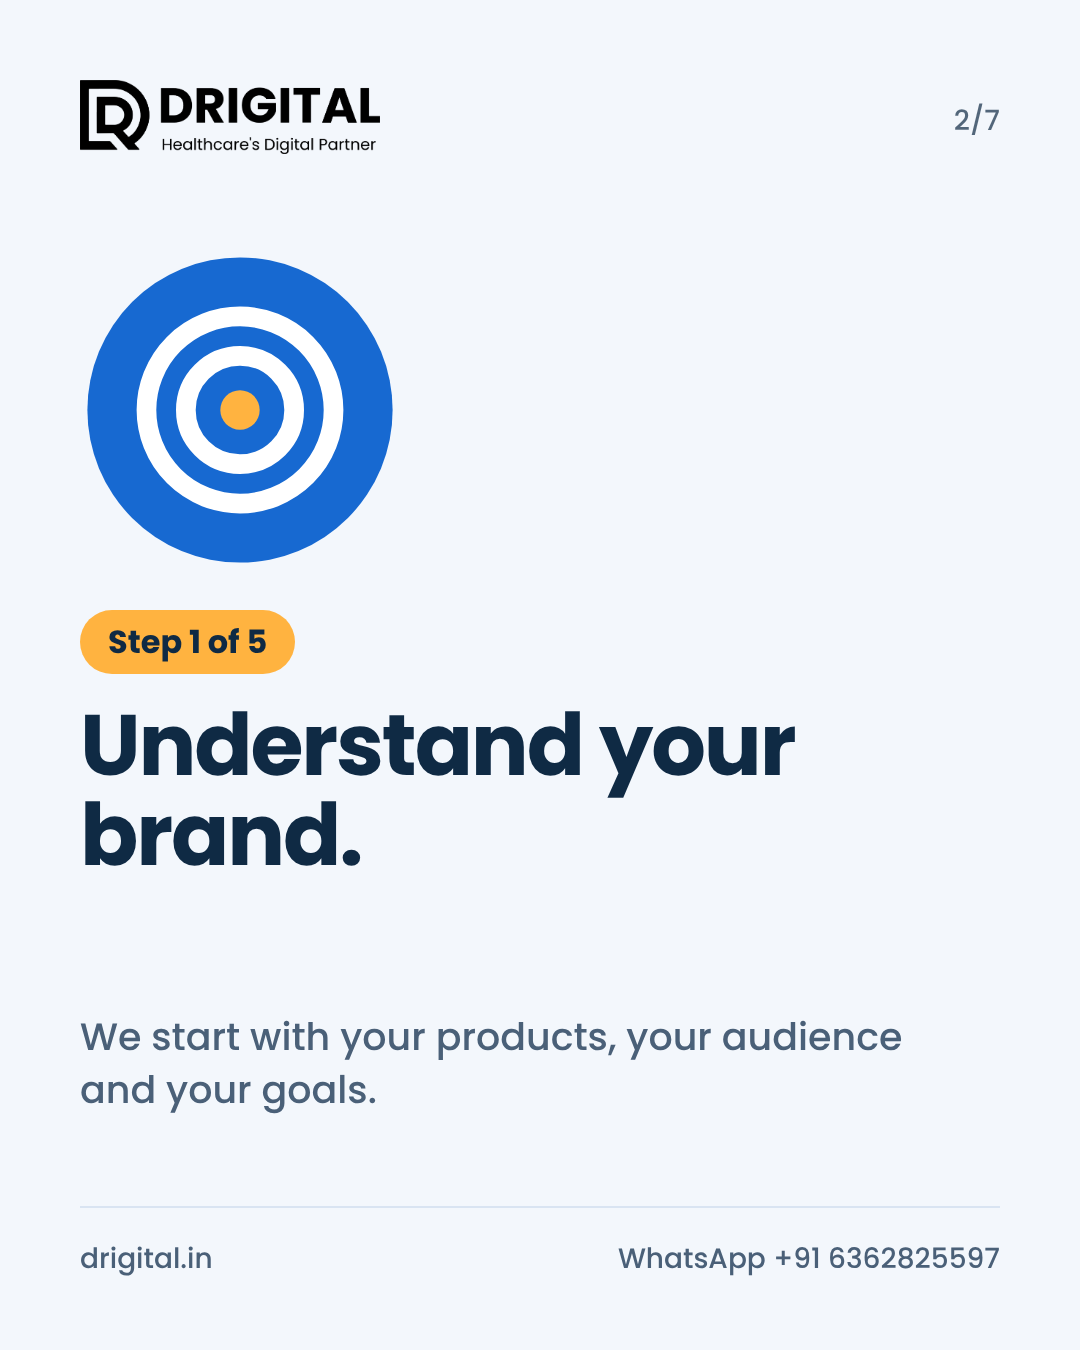 DRIGITAL
Healthcare's Digital Partner
2/7
Step 1 of 5
Understand your
brand.
We start with your products, your audience
and your goals.
drigital.in
WhatsApp +91 6362825597